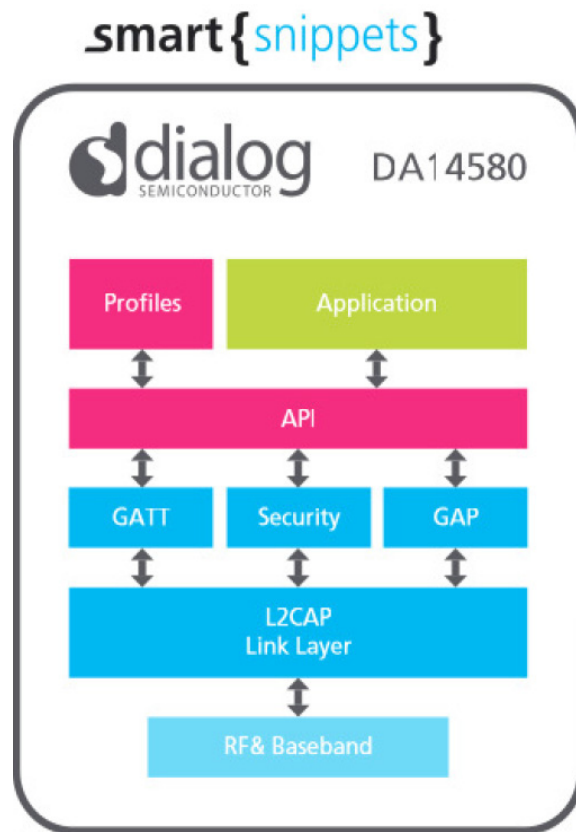 smart{snippets}
dialog DA14580
SEMICONDUCTOR
Profiles Application
API
GATT Security GAP
L2CAP
Link Layer
RF& Baseband